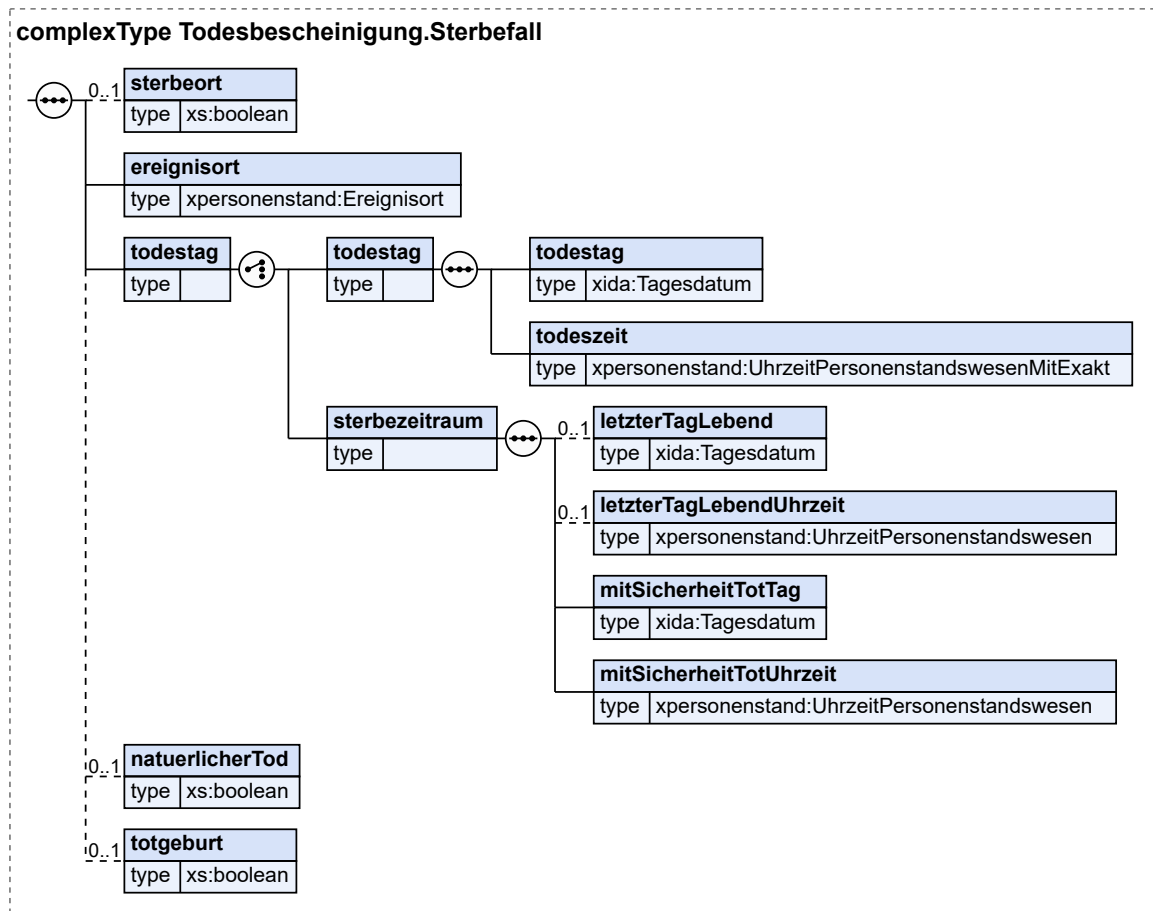 complexType Todesbescheinigung.Sterbefall
0..1
sterbeort
type xs:boolean
ereignisort
type xpersonenstand:Ereignisort
todestag
type
todestag
type
todestag
type xida:Tagesdatum
todeszeit
type xpersonenstand:UhrzeitPersonenstandswesenMitExakt
sterbezeitraum
type
0..1
letzterTagLebend
type xida:Tagesdatum
0..1
letzterTagLebendUhrzeit
type xpersonenstand:UhrzeitPersonenstandswesen
mitSicherheitTotTag
type xida:Tagesdatum
mitSicherheitTotUhrzeit
type xpersonenstand:UhrzeitPersonenstandswesen
0..1
natuerlicherTod
type xs:boolean
0..1
totgeburt
type xs:boolean